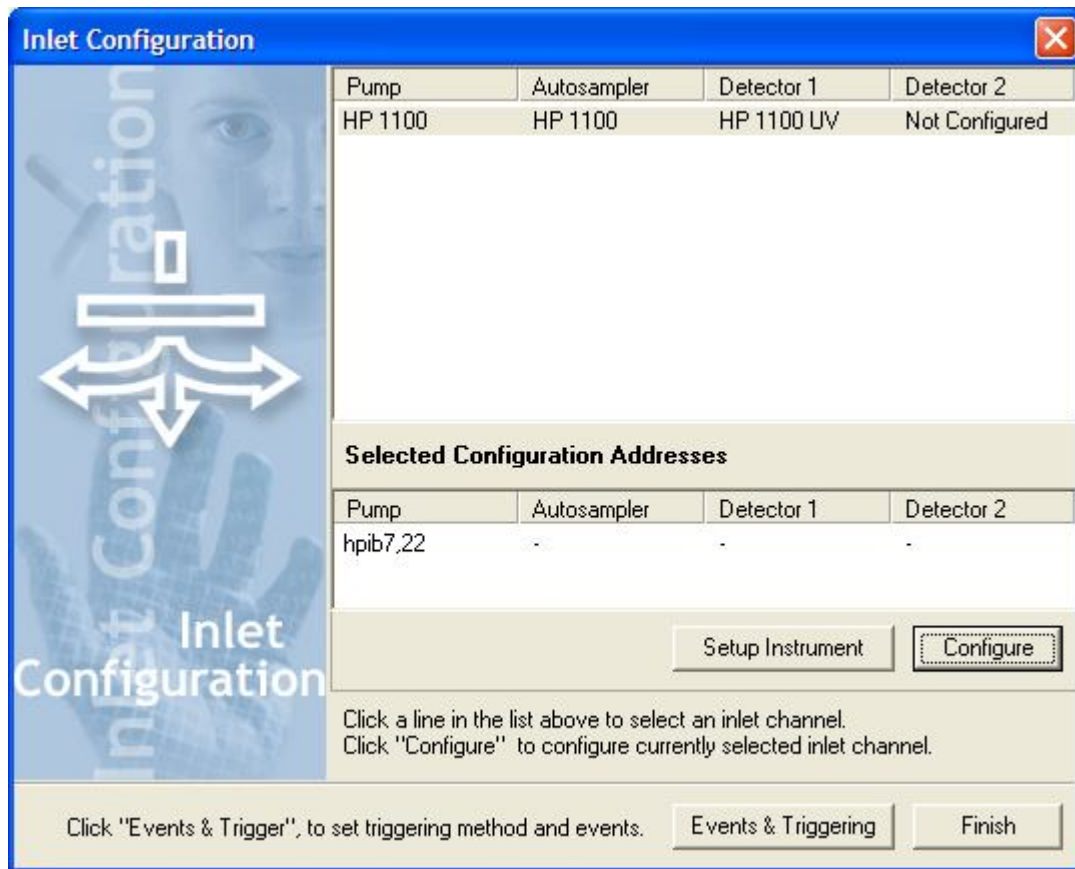 Inlet Configuration
Pump Autosampler Detector 1 Detector 2
HP 1100 HP 1100 HP 1100 UV Not Configured
Selected Configuration Addresses
Pump Autosampler Detector 1 Detector 2
hpib7,22 - - -
Setup Instrument Configure
Inlet Configuration
Inlet
Configuration
Click a line in the list above to select an inlet channel.
Click "Configure" to configure currently selected inlet channel.
Click "Events & Trigger", to set triggering method and events. Events & Triggering Finish